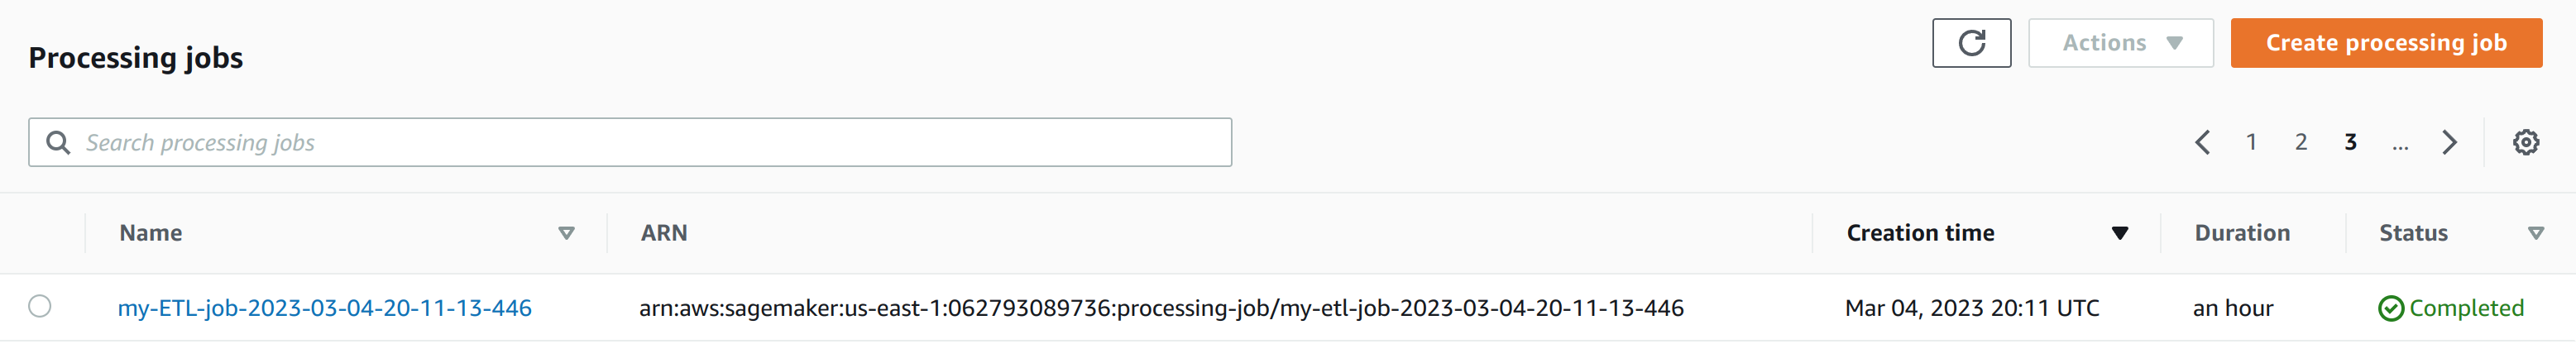 Processing jobs
Actions
Create processing job
Search processing jobs
1 2 3 ...
Name ARN Creation time Duration Status
my-ETL-job-2023-03-04-20-11-13-446 arn:aws:sagemaker:us-east-1:062793089736:processing-job/my-etl-job-2023-03-04-20-11-13-446 Mar 04, 2023 20:11 UTC an hour Completed